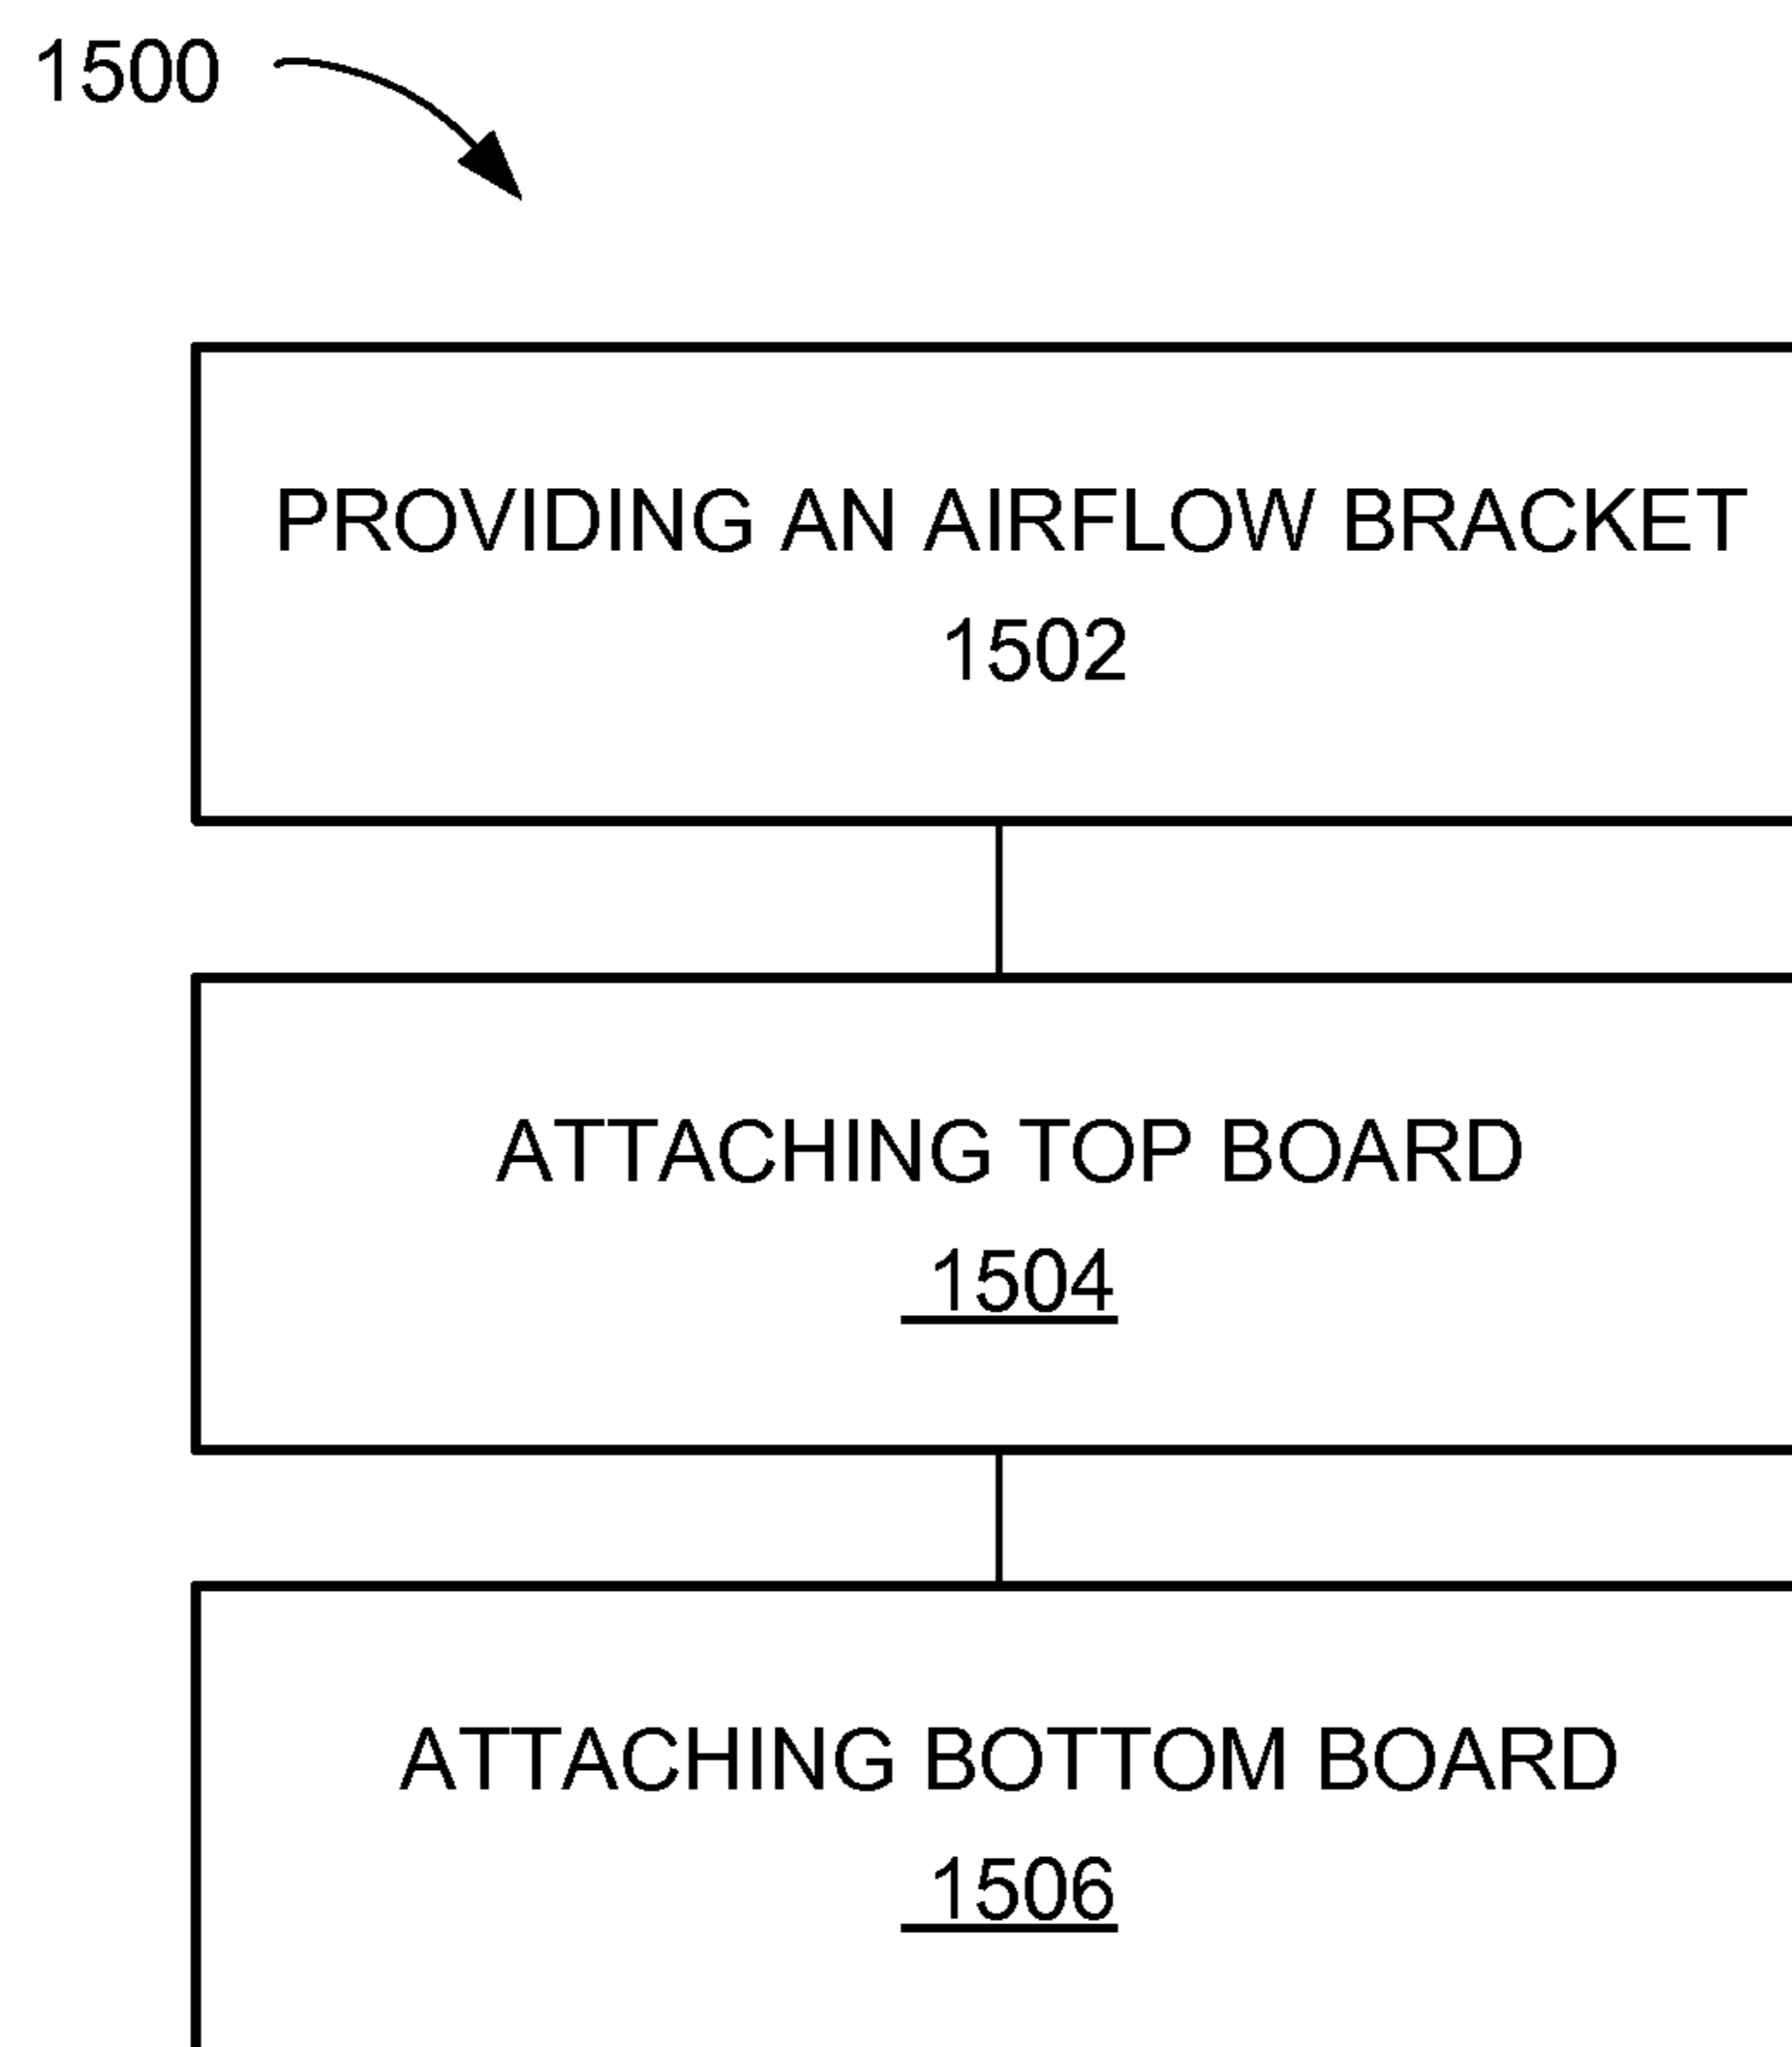 1500
PROVIDING AN AIRFLOW BRACKET
1502
ATTACHING TOP BOARD
1504
ATTACHING BOTTOM BOARD
1506